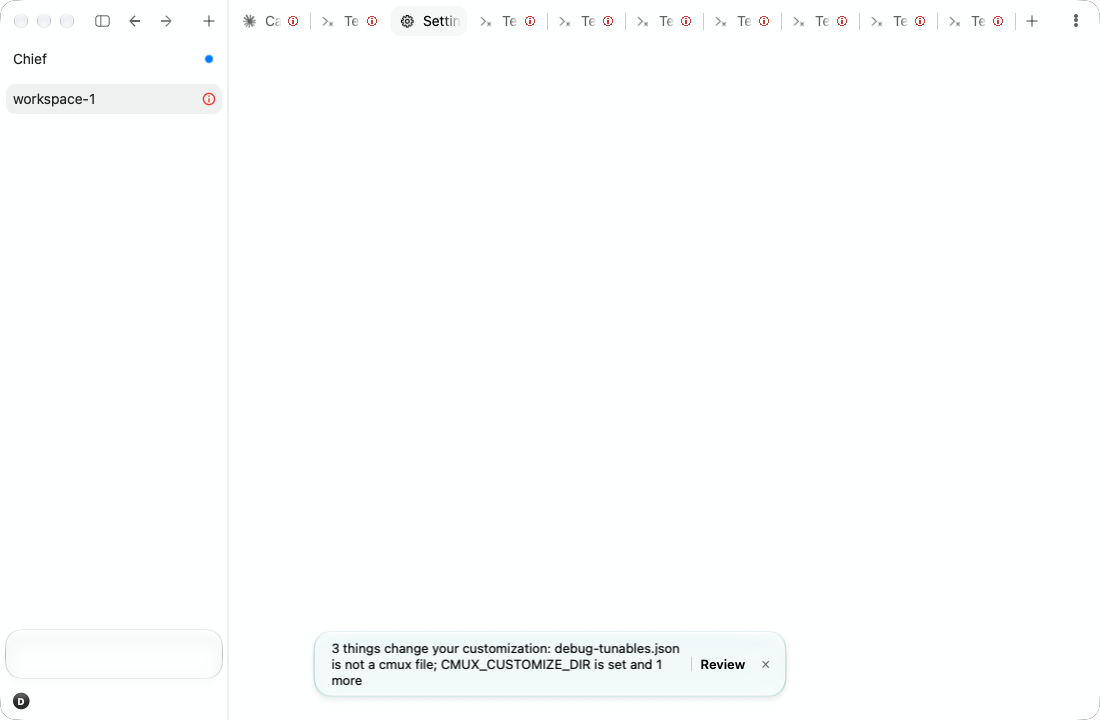 Ca
Te
Settin
Te
Te
Te
Te
Te
Te
Te
Chief
workspace-1
3 things change your customization: debug-tunables.json
is not a cmux file; CMUX_CUSTOMIZE_DIR is set and 1
more
Review
D